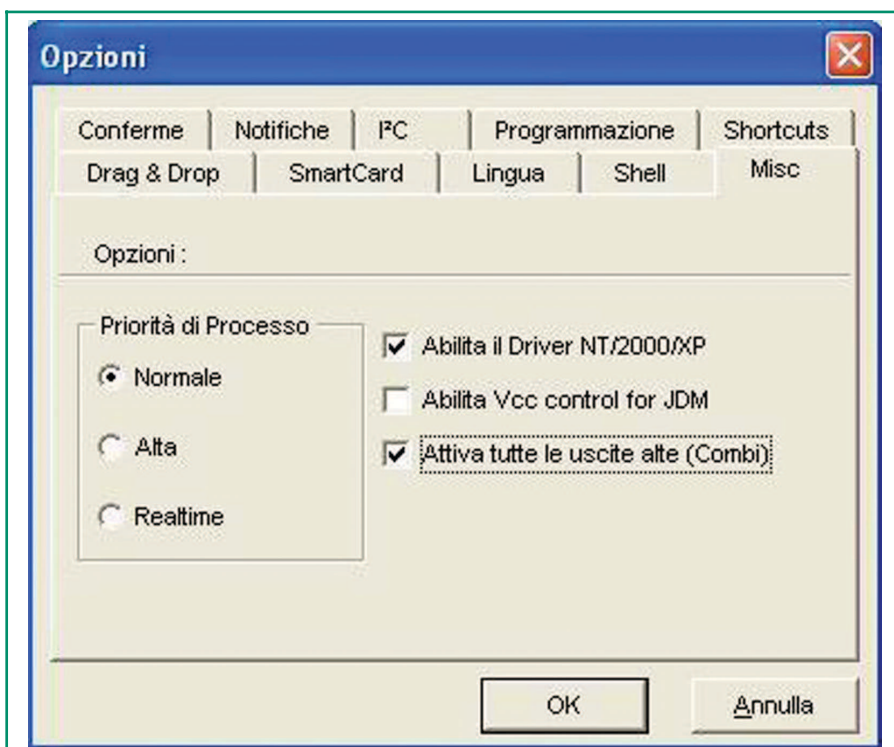 Opzioni
Conferme Notifiche I²C Programmazione Shortcuts
Drag & Drop SmartCard Lingua Shell Misc
Opzioni :
Priorità di Processo
Normale
Alta
Realtime
Abilita il Driver NT/2000/XP
Abilita Vcc control for JDM
Attiva tutte le uscite alte (Combi)
OK Annulla